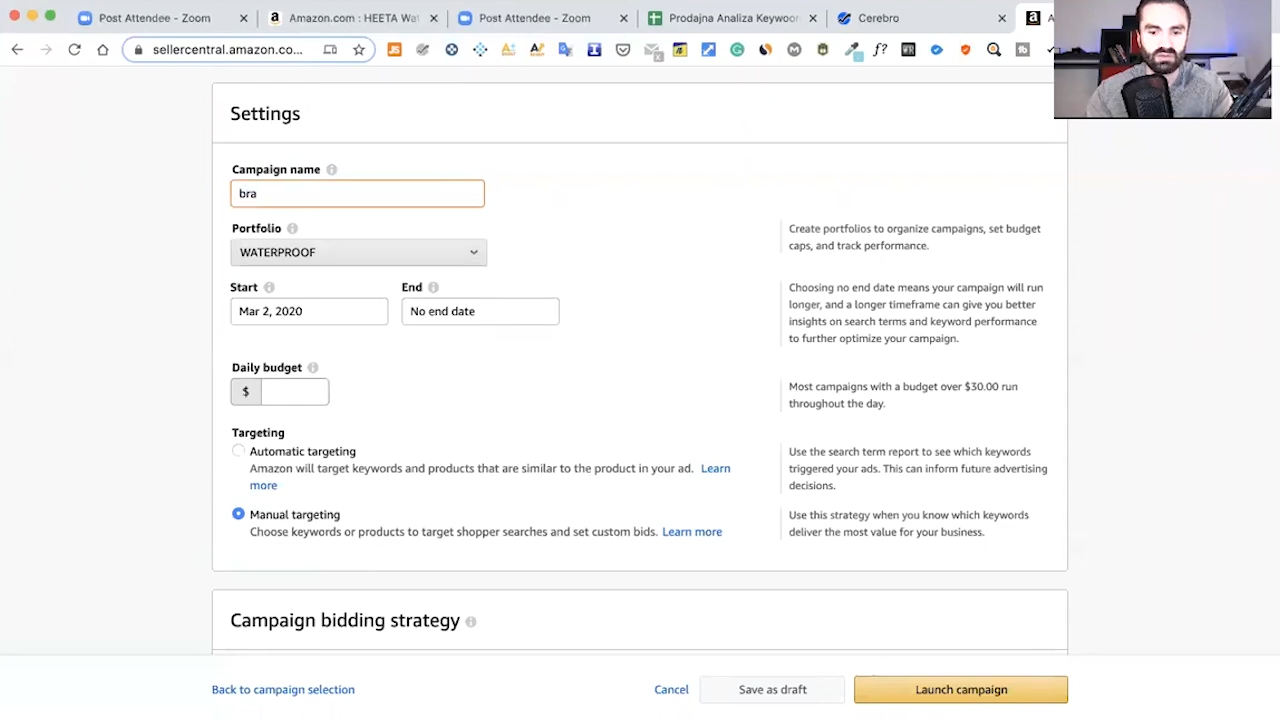 Post Attendee - Zoom
Amazon.com : HEETA Wat
Post Attendee - Zoom
Prodajna Analiza Keywoor
Cerebro
sellercentral.amazon.co...
Settings
Campaign name
bra
Portfolio
WATERPROOF
Create portfolios to organize campaigns, set budget
caps, and track performance.
Start
End
Mar 2, 2020
No end date
Choosing no end date means your campaign will run
longer, and a longer timeframe can give you better
insights on search terms and keyword performance
to further optimize your campaign.
Daily budget
$
Most campaigns with a budget over $30.00 run
throughout the day.
Targeting
Automatic targeting
Amazon will target keywords and products that are similar to the product in your ad. Learn
more
Use the search term report to see which keywords
triggered your ads. This can inform future advertising
decisions.
Manual targeting
Choose keywords or products to target shopper searches and set custom bids. Learn more
Use this strategy when you know which keywords
deliver the most value for your business.
Campaign bidding strategy
Back to campaign selection
Cancel
Save as draft
Launch campaign